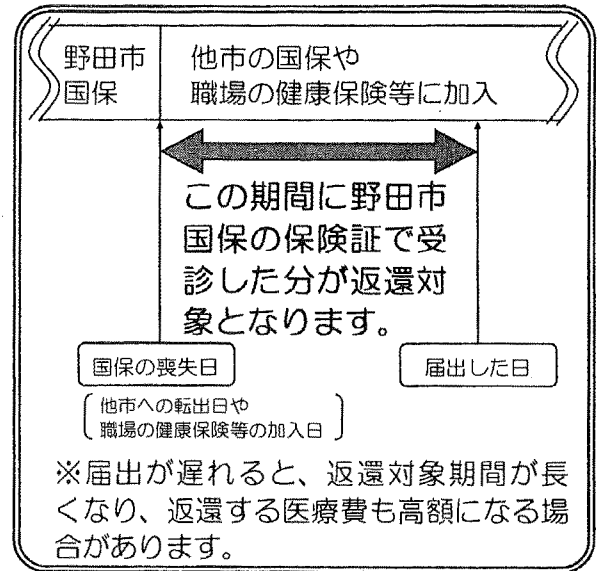 野田市
国保
他市の国保や
職場の健康保険等に加入
この期間に野田市
国保の保険証で受
診した分が返還対
象となります。
国保の喪失日
届出した日
他市への転出日や
職場の健康保険等の加入日
※届出が遅れると、返還対象期間が長
くなり、返還する医療費も高額になる場
合があります。